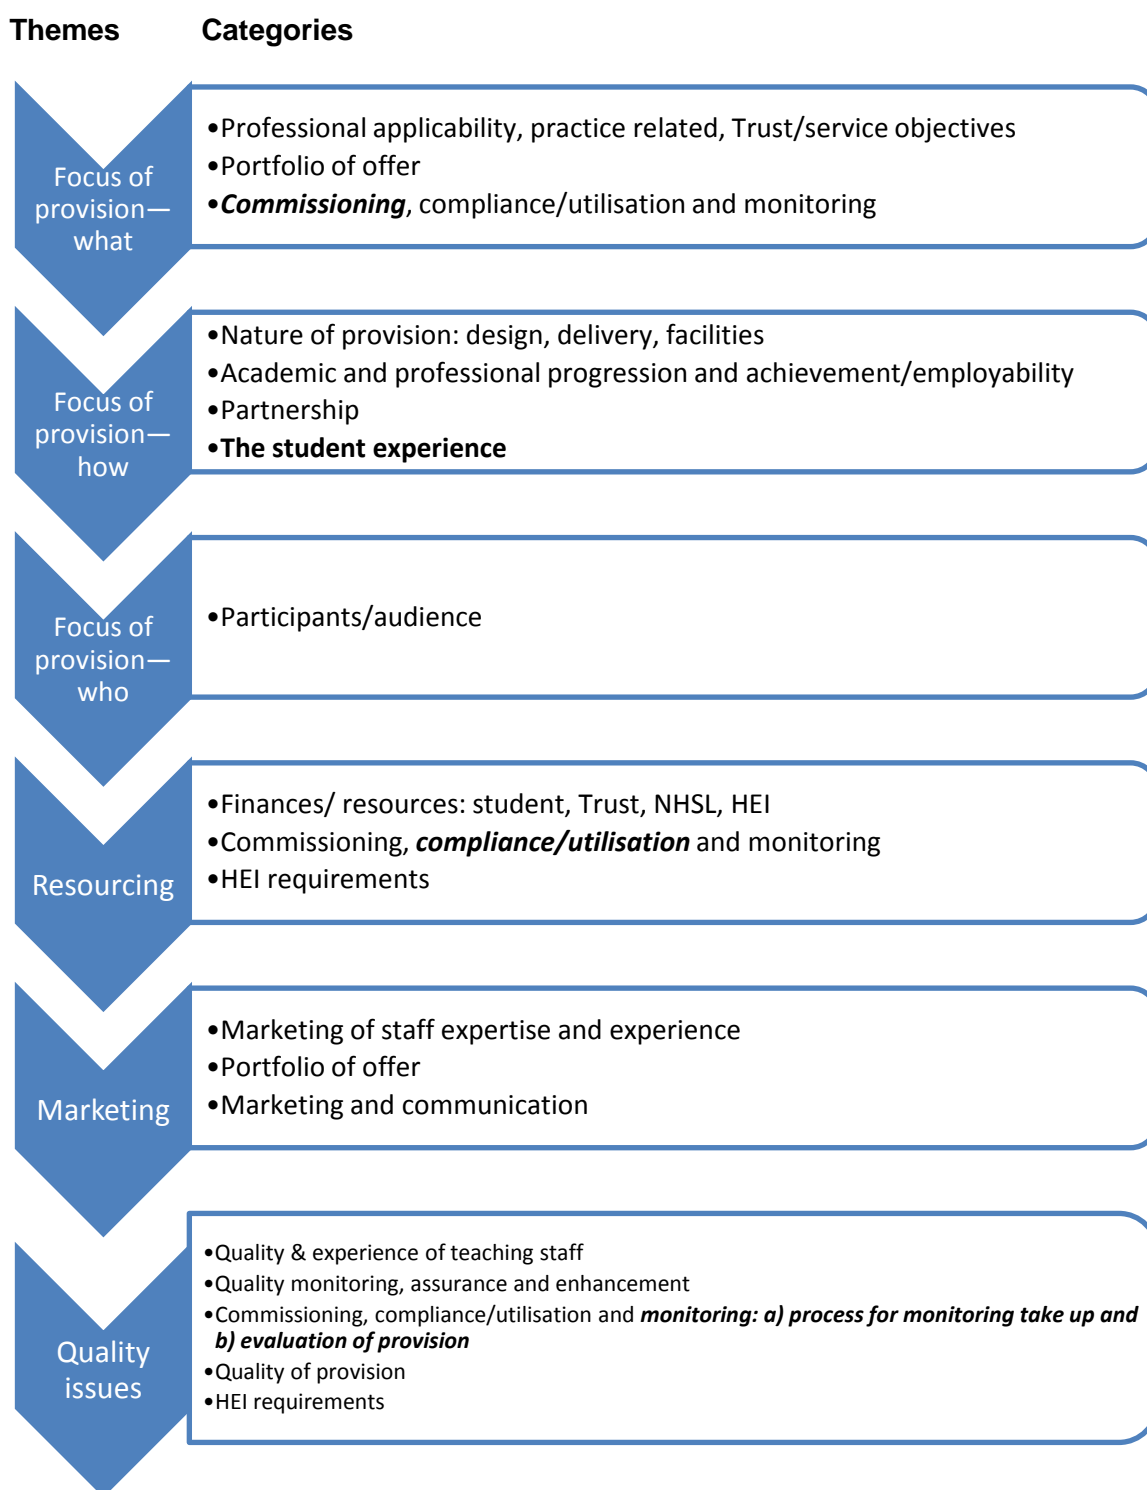 Themes
Categories
Focus of
provision—
what
•Professional applicability, practice related, Trust/service objectives
•Portfolio of offer
•Commissioning, compliance/utilisation and monitoring
Focus of
provision—
how
•Nature of provision: design, delivery, facilities
•Academic and professional progression and achievement/employability
•Partnership
•The student experience
Focus of
provision—
who
•Participants/audience
Resourcing
•Finances/ resources: student, Trust, NHSL, HEI
•Commissioning, compliance/utilisation and monitoring
•HEI requirements
Marketing
•Marketing of staff expertise and experience
•Portfolio of offer
•Marketing and communication
Quality
issues
•Quality & experience of teaching staff
•Quality monitoring, assurance and enhancement
•Commissioning, compliance/utilisation and monitoring: a) process for monitoring take up and
b) evaluation of provision
•Quality of provision
•HEI requirements